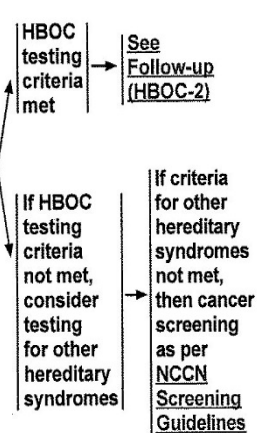 HBOC
testing
criteria
met
See
Follow-up
(HBOC-2)
If HBOC
testing
criteria
not met,
consider
testing
for other
hereditary
syndromes
If criteria
for other
hereditary
syndromes
not met,
then cancer
screening
as per
NCCN
Screening
Guidelines